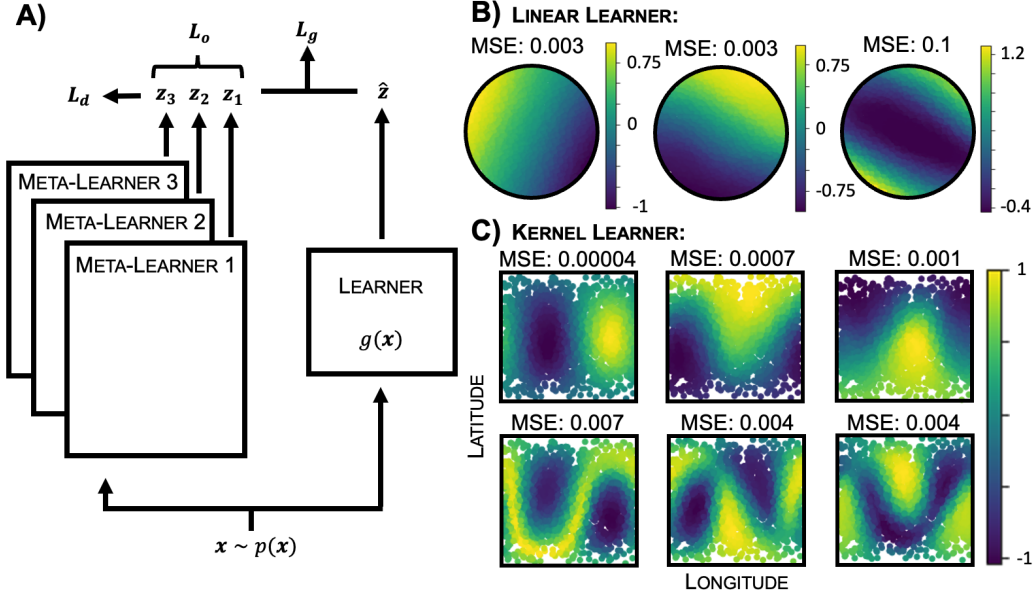 A)
L_o
L_g
L_d
z_3 z_2 z_1
ẑ
META-LEARNER 3
META-LEARNER 2
META-LEARNER 1
LEARNER
g(x)
x ~ p(x)
B) LINEAR LEARNER:
MSE: 0.003
0.75
0
-1
MSE: 0.003
0.75
0
-0.75
MSE: 0.1
1.2
-0.4
C) KERNEL LEARNER:
MSE: 0.00004
MSE: 0.0007
MSE: 0.001
1
MSE: 0.007
MSE: 0.004
MSE: 0.004
-1
LATITUDE
LONGITUDE